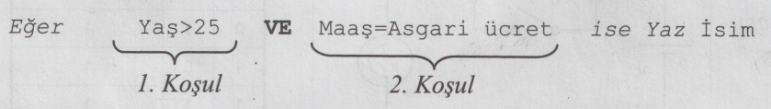 Eğer Yaş>25 VE Maaş=Asgari ücret ise Yaz İsim
1. Koşul 2. Koşul